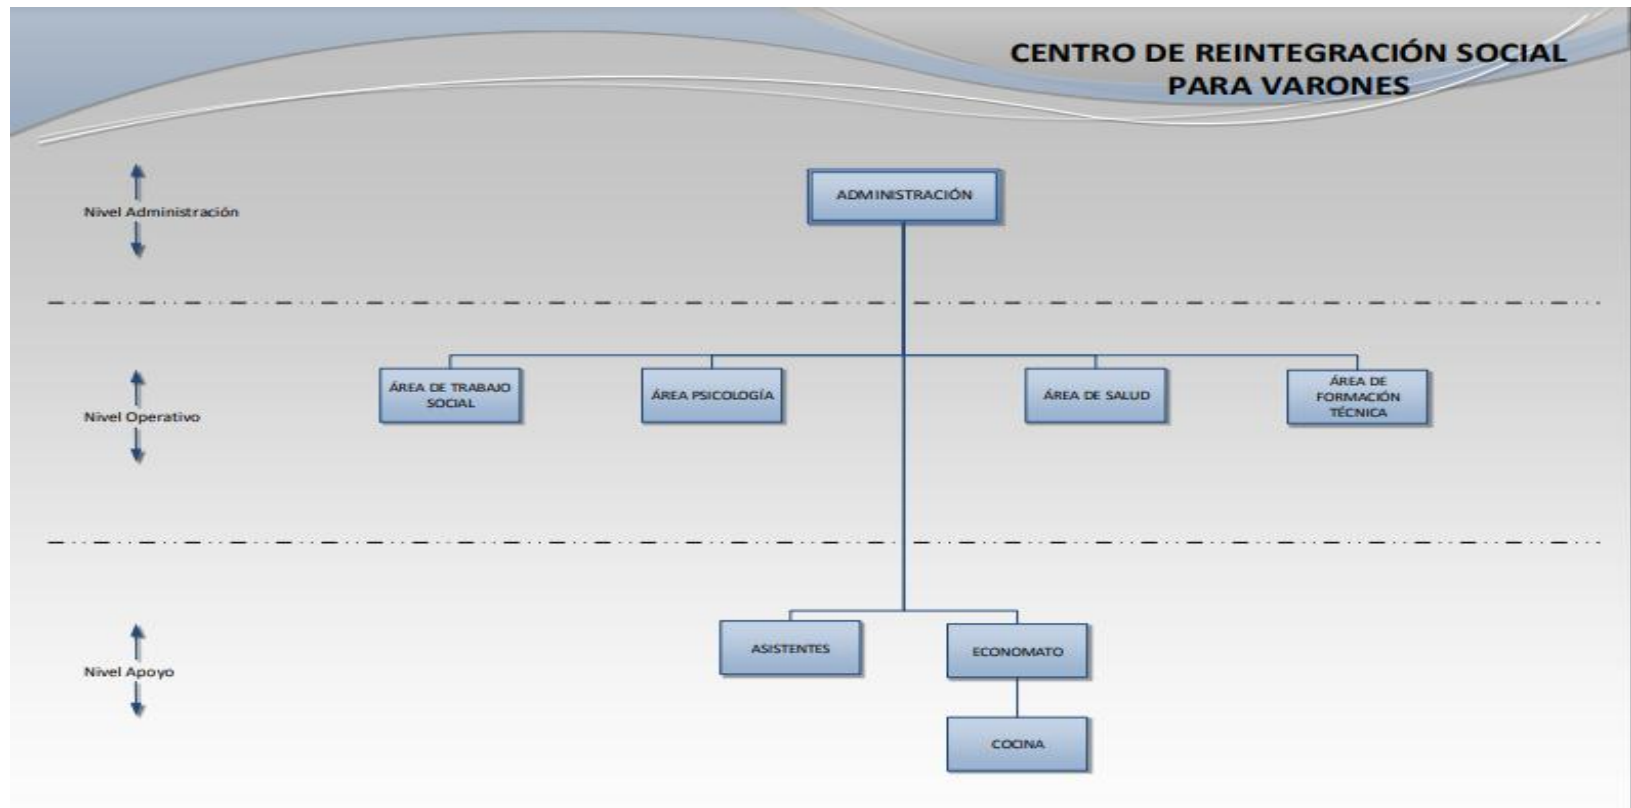 CENTRO DE REINTEGRACIÓN SOCIAL
PARA VARONES
Nivel Administración
ADMINISTRACIÓN
Nivel Operativo
ÁREA DE TRABAJO
SOCIAL
ÁREA PSICOLOGÍA
ÁREA DE SALUD
ÁREA DE
FORMACIÓN
TÉCNICA
Nivel Apoyo
ASISTENTES
ECONOMATO
COCINA